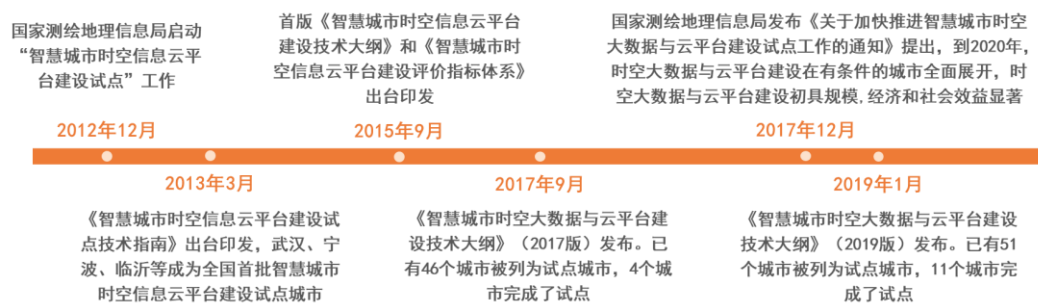 国家测绘地理信息局启动
“智慧城市时空信息云平
台建设试点”工作
2012年12月
首版《智慧城市时空信息云平台
建设技术大纲》和《智慧城市时
空信息云平台建设评价指标体系》
出台印发
2015年9月
国家测绘地理信息局发布《关于加快推进智慧城市时空
大数据与云平台建设试点工作的通知》提出，到2020年，
时空大数据与云平台建设在有条件的城市全面展开，时
空大数据与云平台建设初具规模,经济和社会效益显著
2017年12月
2013年3月
《智慧城市时空信息云平台建设试
点技术指南》出台印发，武汉、宁
波、临沂等成为全国首批智慧城市
时空信息云平台建设试点城市
2017年9月
《智慧城市时空大数据与云平台建
设技术大纲》（2017版）发布。已
有46个城市被列为试点城市，4个城
市完成了试点
2019年1月
《智慧城市时空大数据与云平台建设
技术大纲》（2019版）发布。已有51
个城市被列为试点城市，11个城市完
成了试点